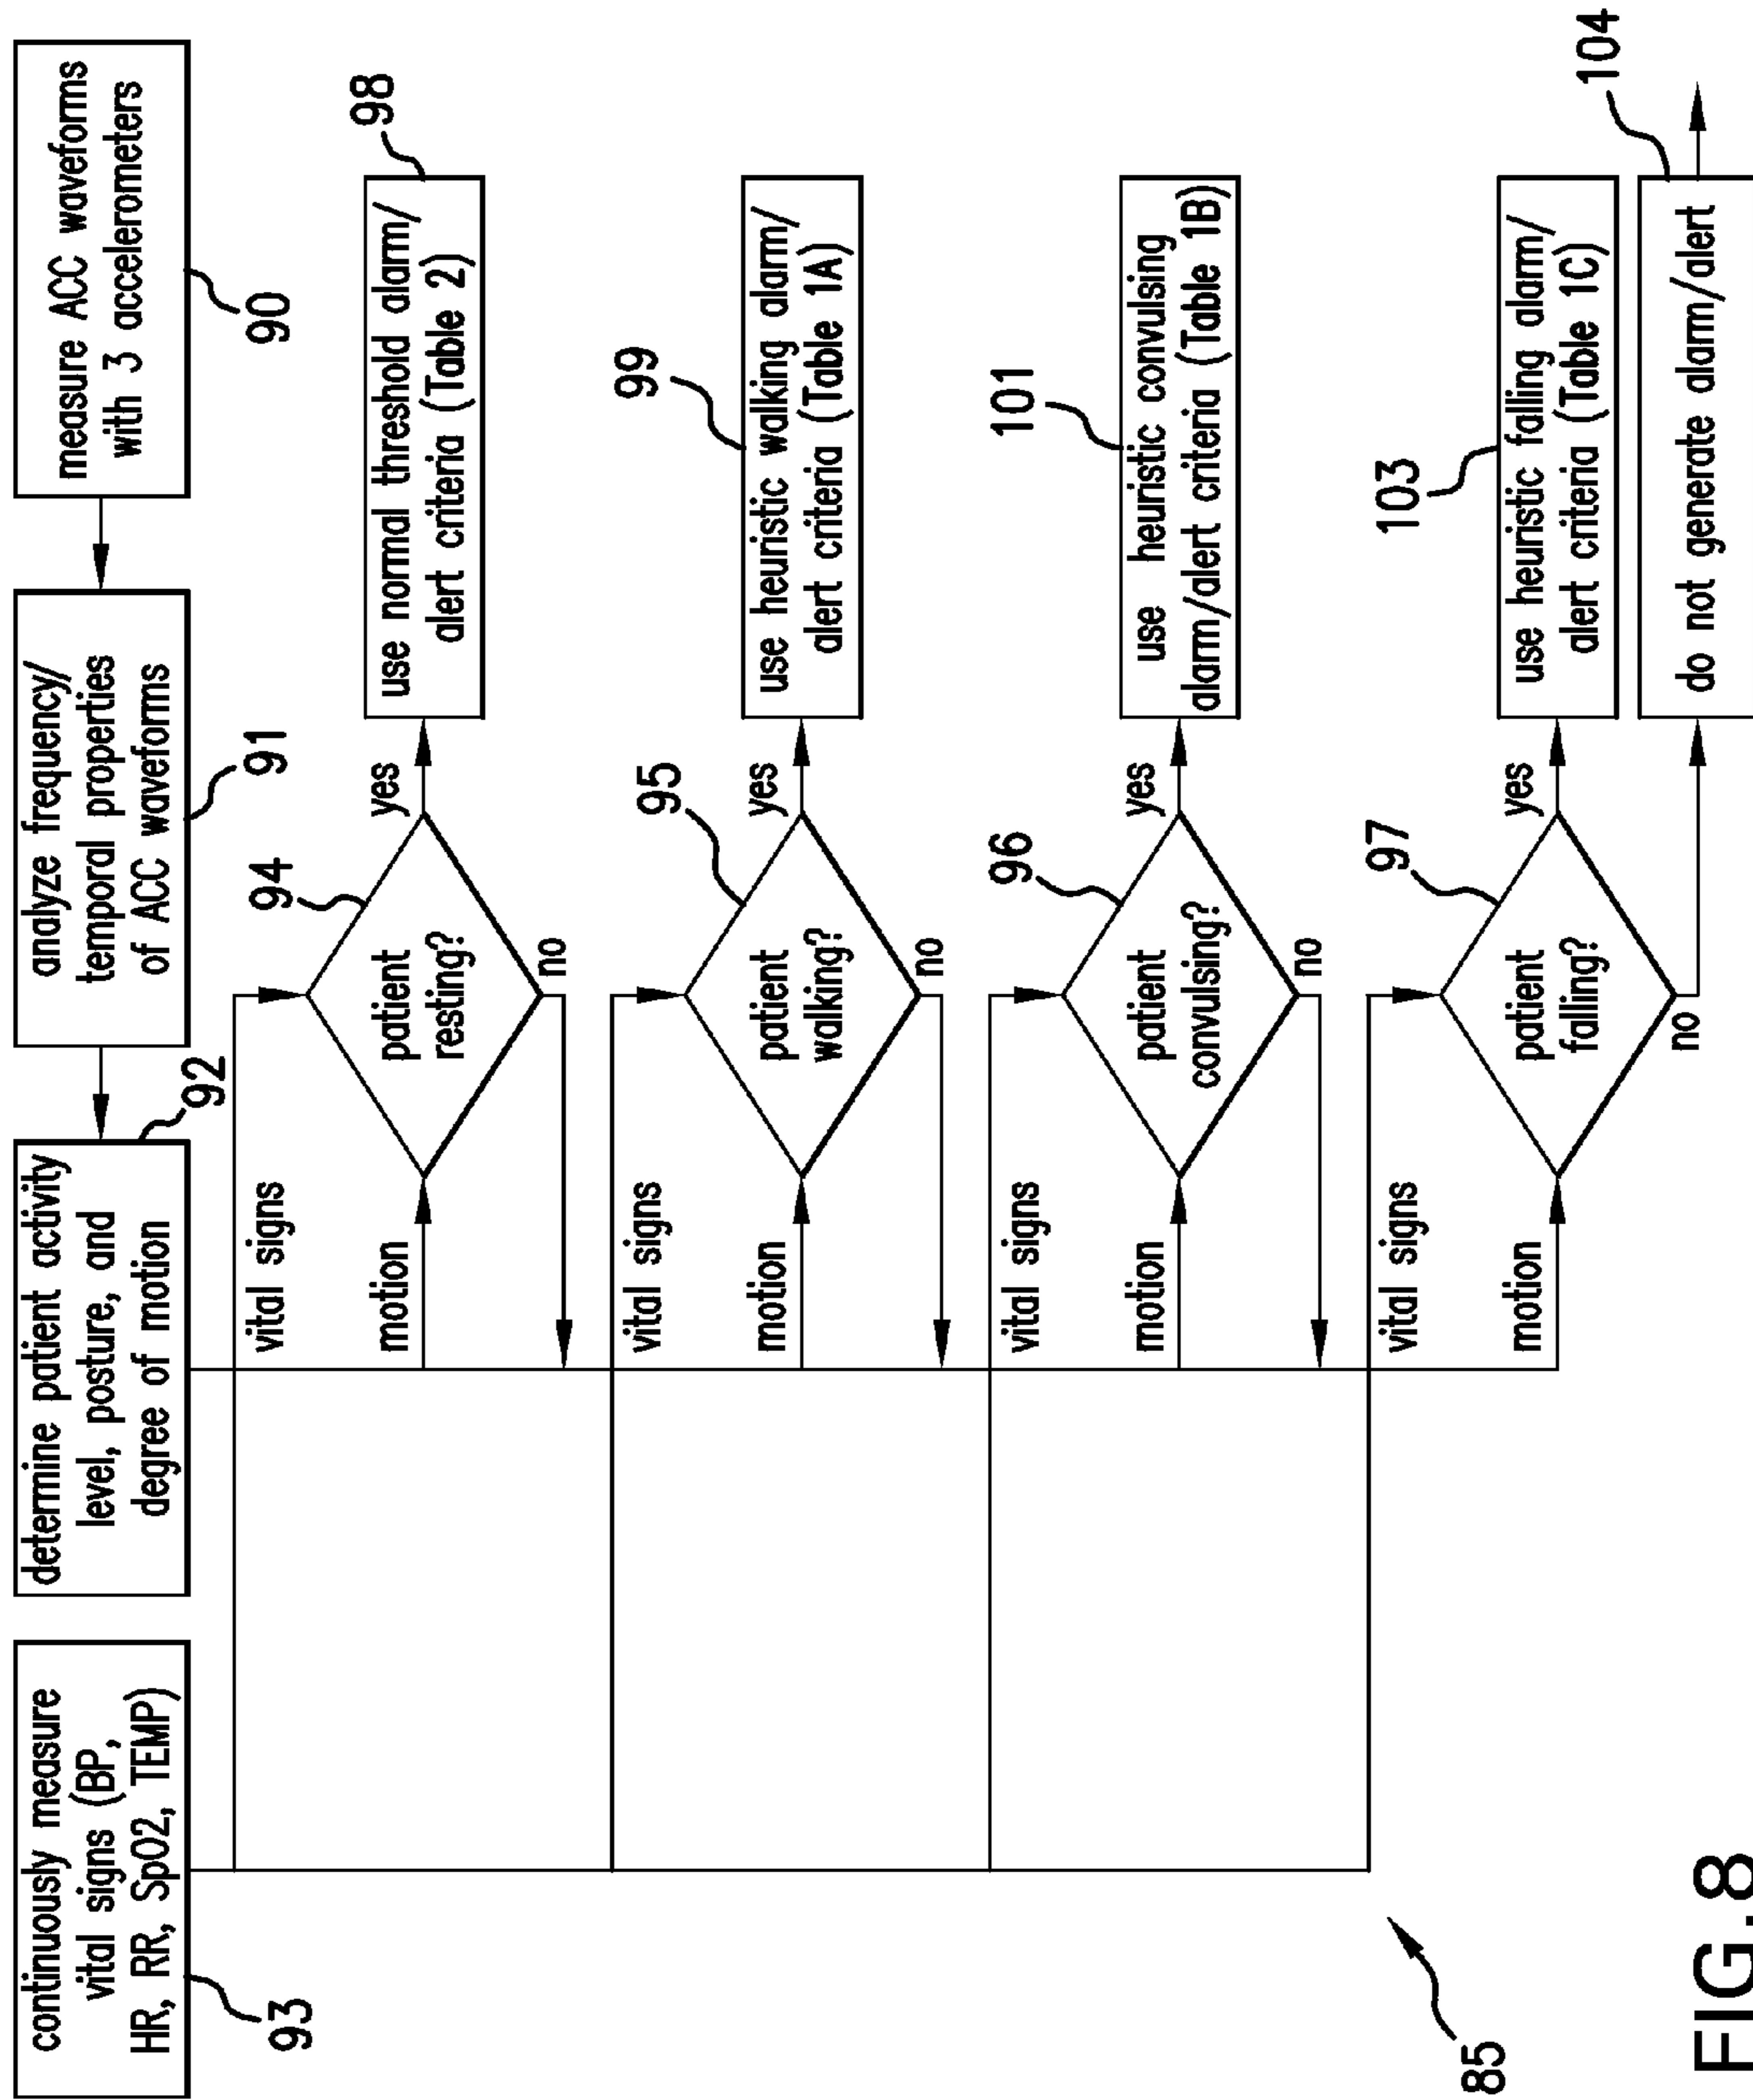 continuously measure
vital signs (BP,
HR, RR, SpO2, TEMP)
93
determine patient activity
level, posture, and
degree of motion
92
analyze frequency/
temporal properties
of ACC waveforms
91
measure ACC waveforms
with 3 accelerometers
90
vital signs
motion
patient
resting?
94
yes
no
use normal threshold alarm/
alert criteria (Table 2)
98
vital signs
motion
patient
walking?
95
yes
no
use heuristic walking alarm/
alert criteria (Table 1A)
99
vital signs
motion
patient
convulsing?
96
yes
no
use heuristic convulsing
alarm/alert criteria (Table 1B)
101
vital signs
motion
patient
falling?
97
yes
no
use heuristic falling alarm/
alert criteria (Table 1C)
103
do not generate alarm/alert
104
85
FIG.8